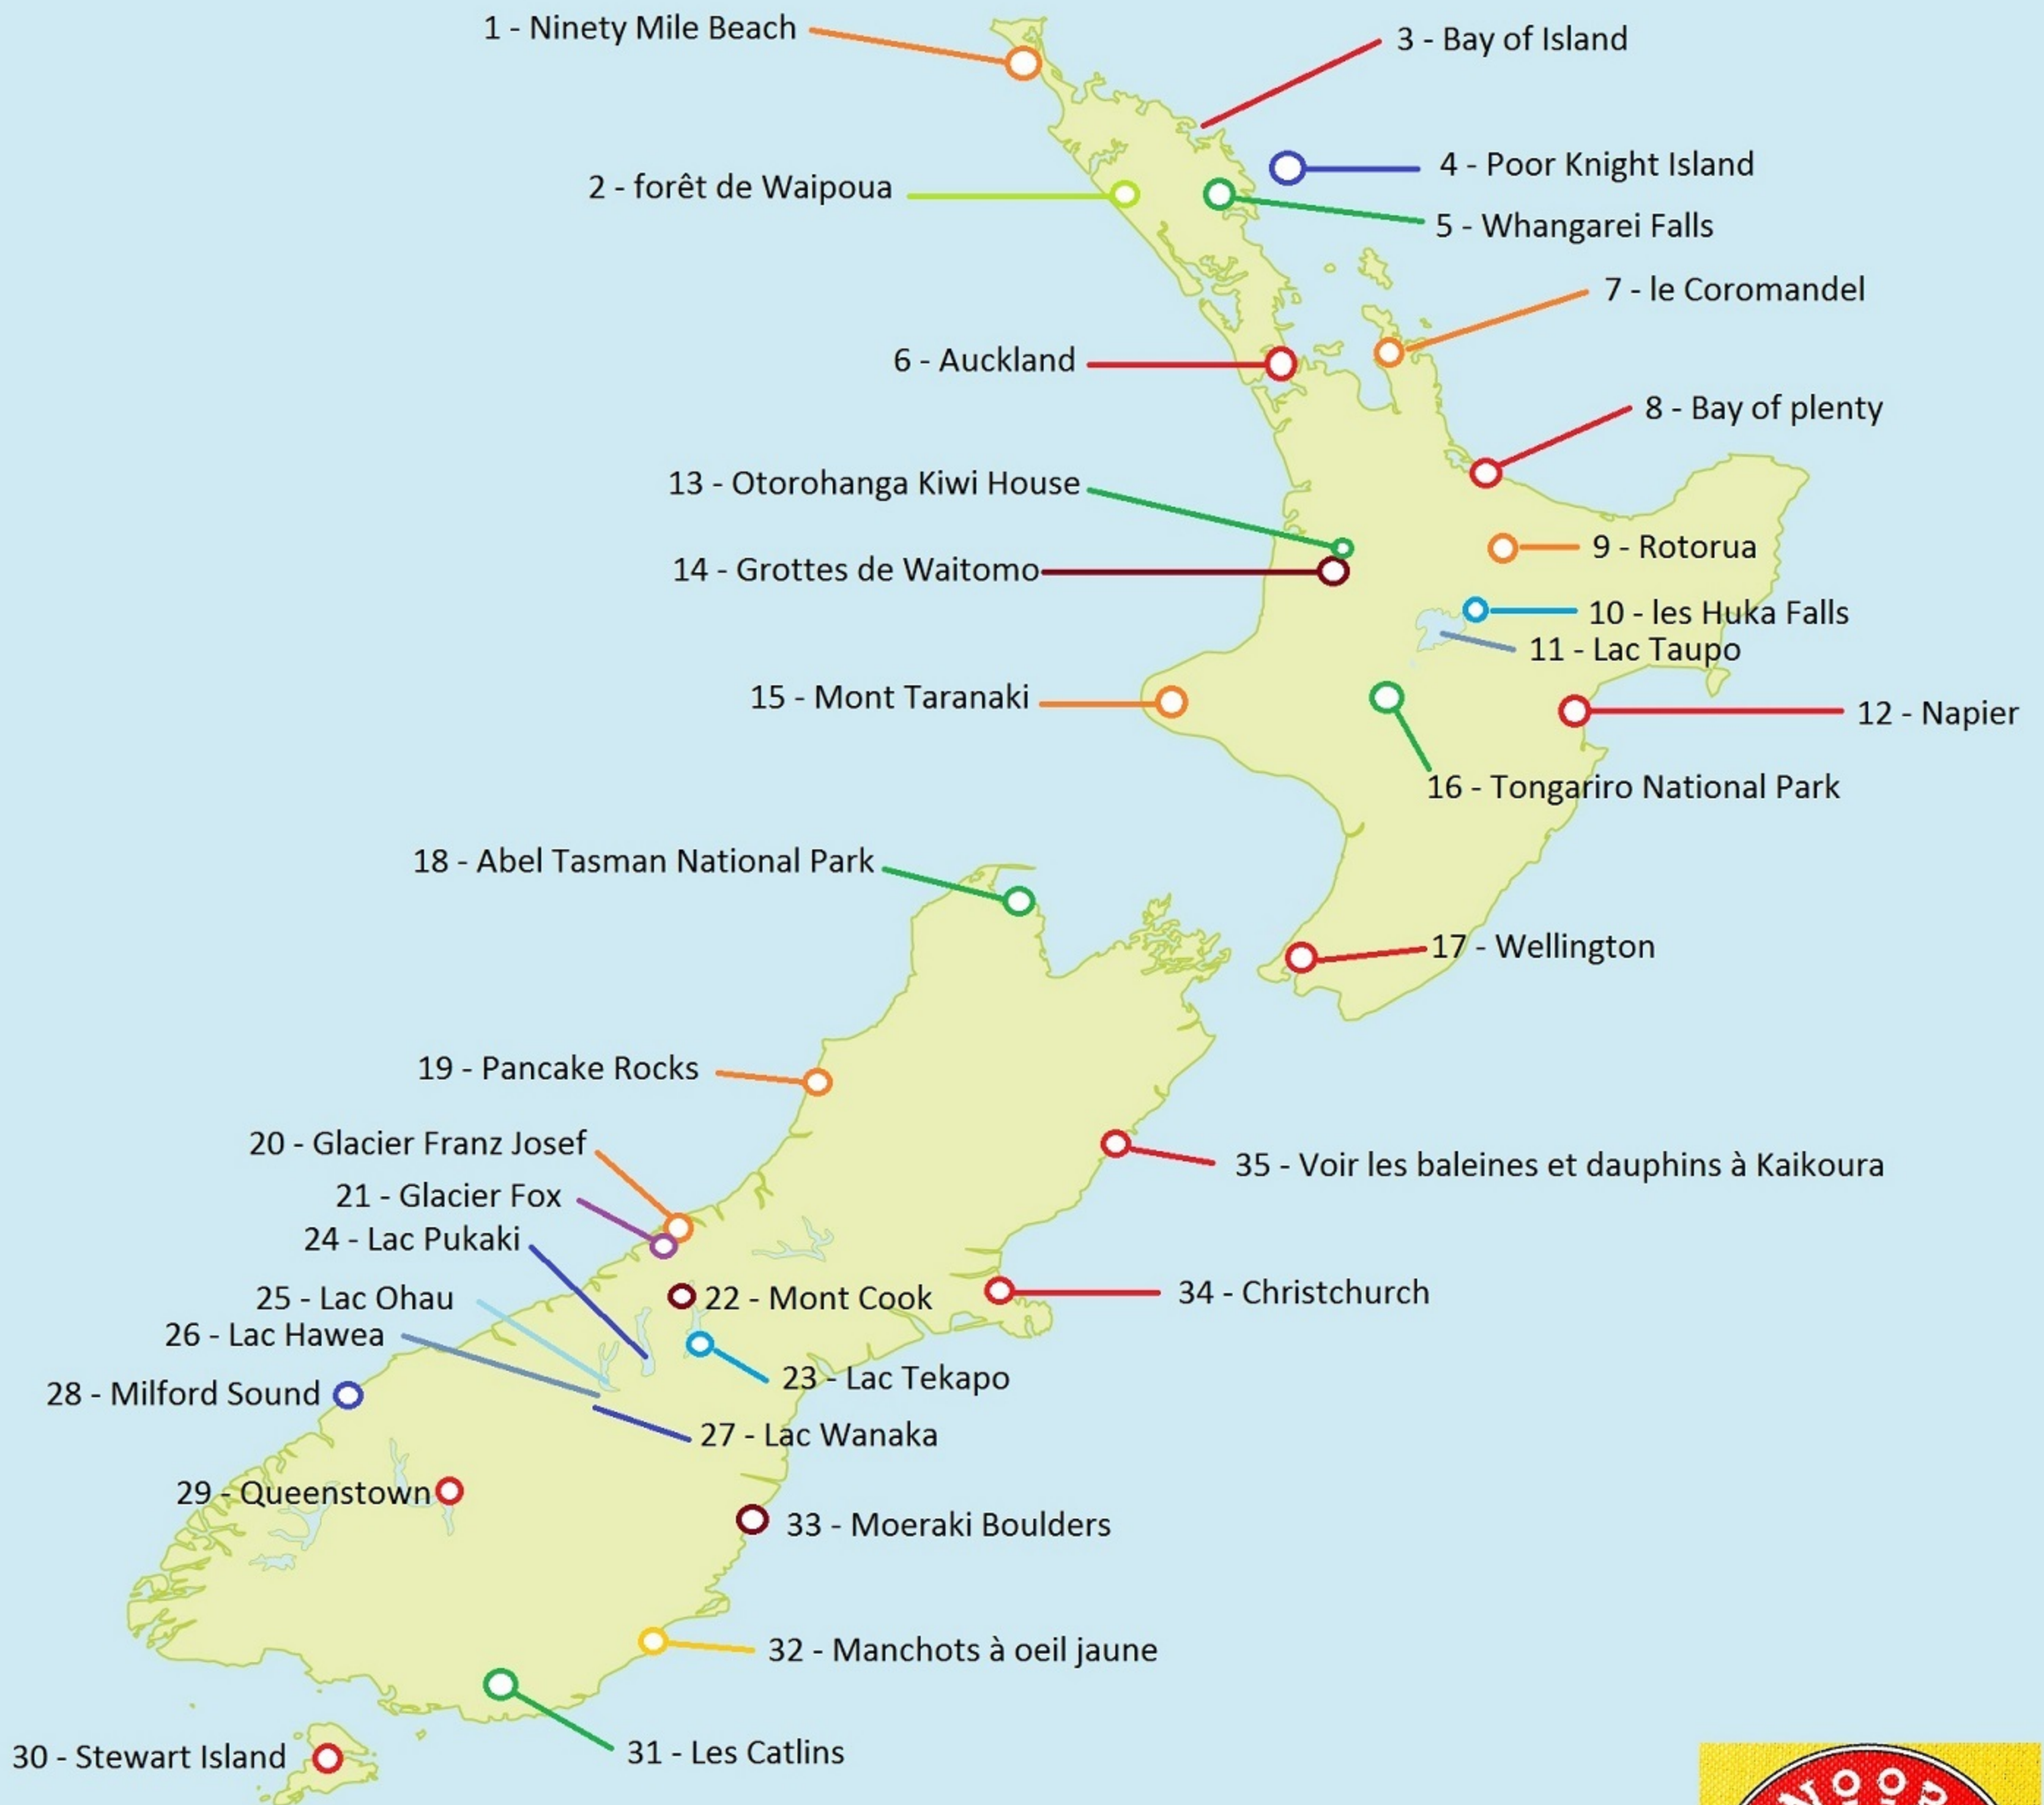 1 - Ninety Mile Beach
3 - Bay of Island
4 - Poor Knight Island
2 - forêt de Waipoua
5 - Whangarei Falls
7 - le Coromandel
6 - Auckland
8 - Bay of plenty
13 - Otorohanga Kiwi House
9 - Rotorua
14 - Grottes de Waitomo
10 - les Huka Falls
11 - Lac Taupo
15 - Mont Taranaki
12 - Napier
16 - Tongariro National Park
18 - Abel Tasman National Park
17 - Wellington
19 - Pancake Rocks
20 - Glacier Franz Josef
35 - Voir les baleines et dauphins à Kaikoura
21 - Glacier Fox
24 - Lac Pukaki
25 - Lac Ohau
22 - Mont Cook
34 - Christchurch
26 - Lac Hawea
23 - Lac Tekapo
28 - Milford Sound
27 - Lac Wanaka
29 - Queenstown
33 - Moeraki Boulders
32 - Manchots à oeil jaune
31 - Les Catlins
30 - Stewart Island